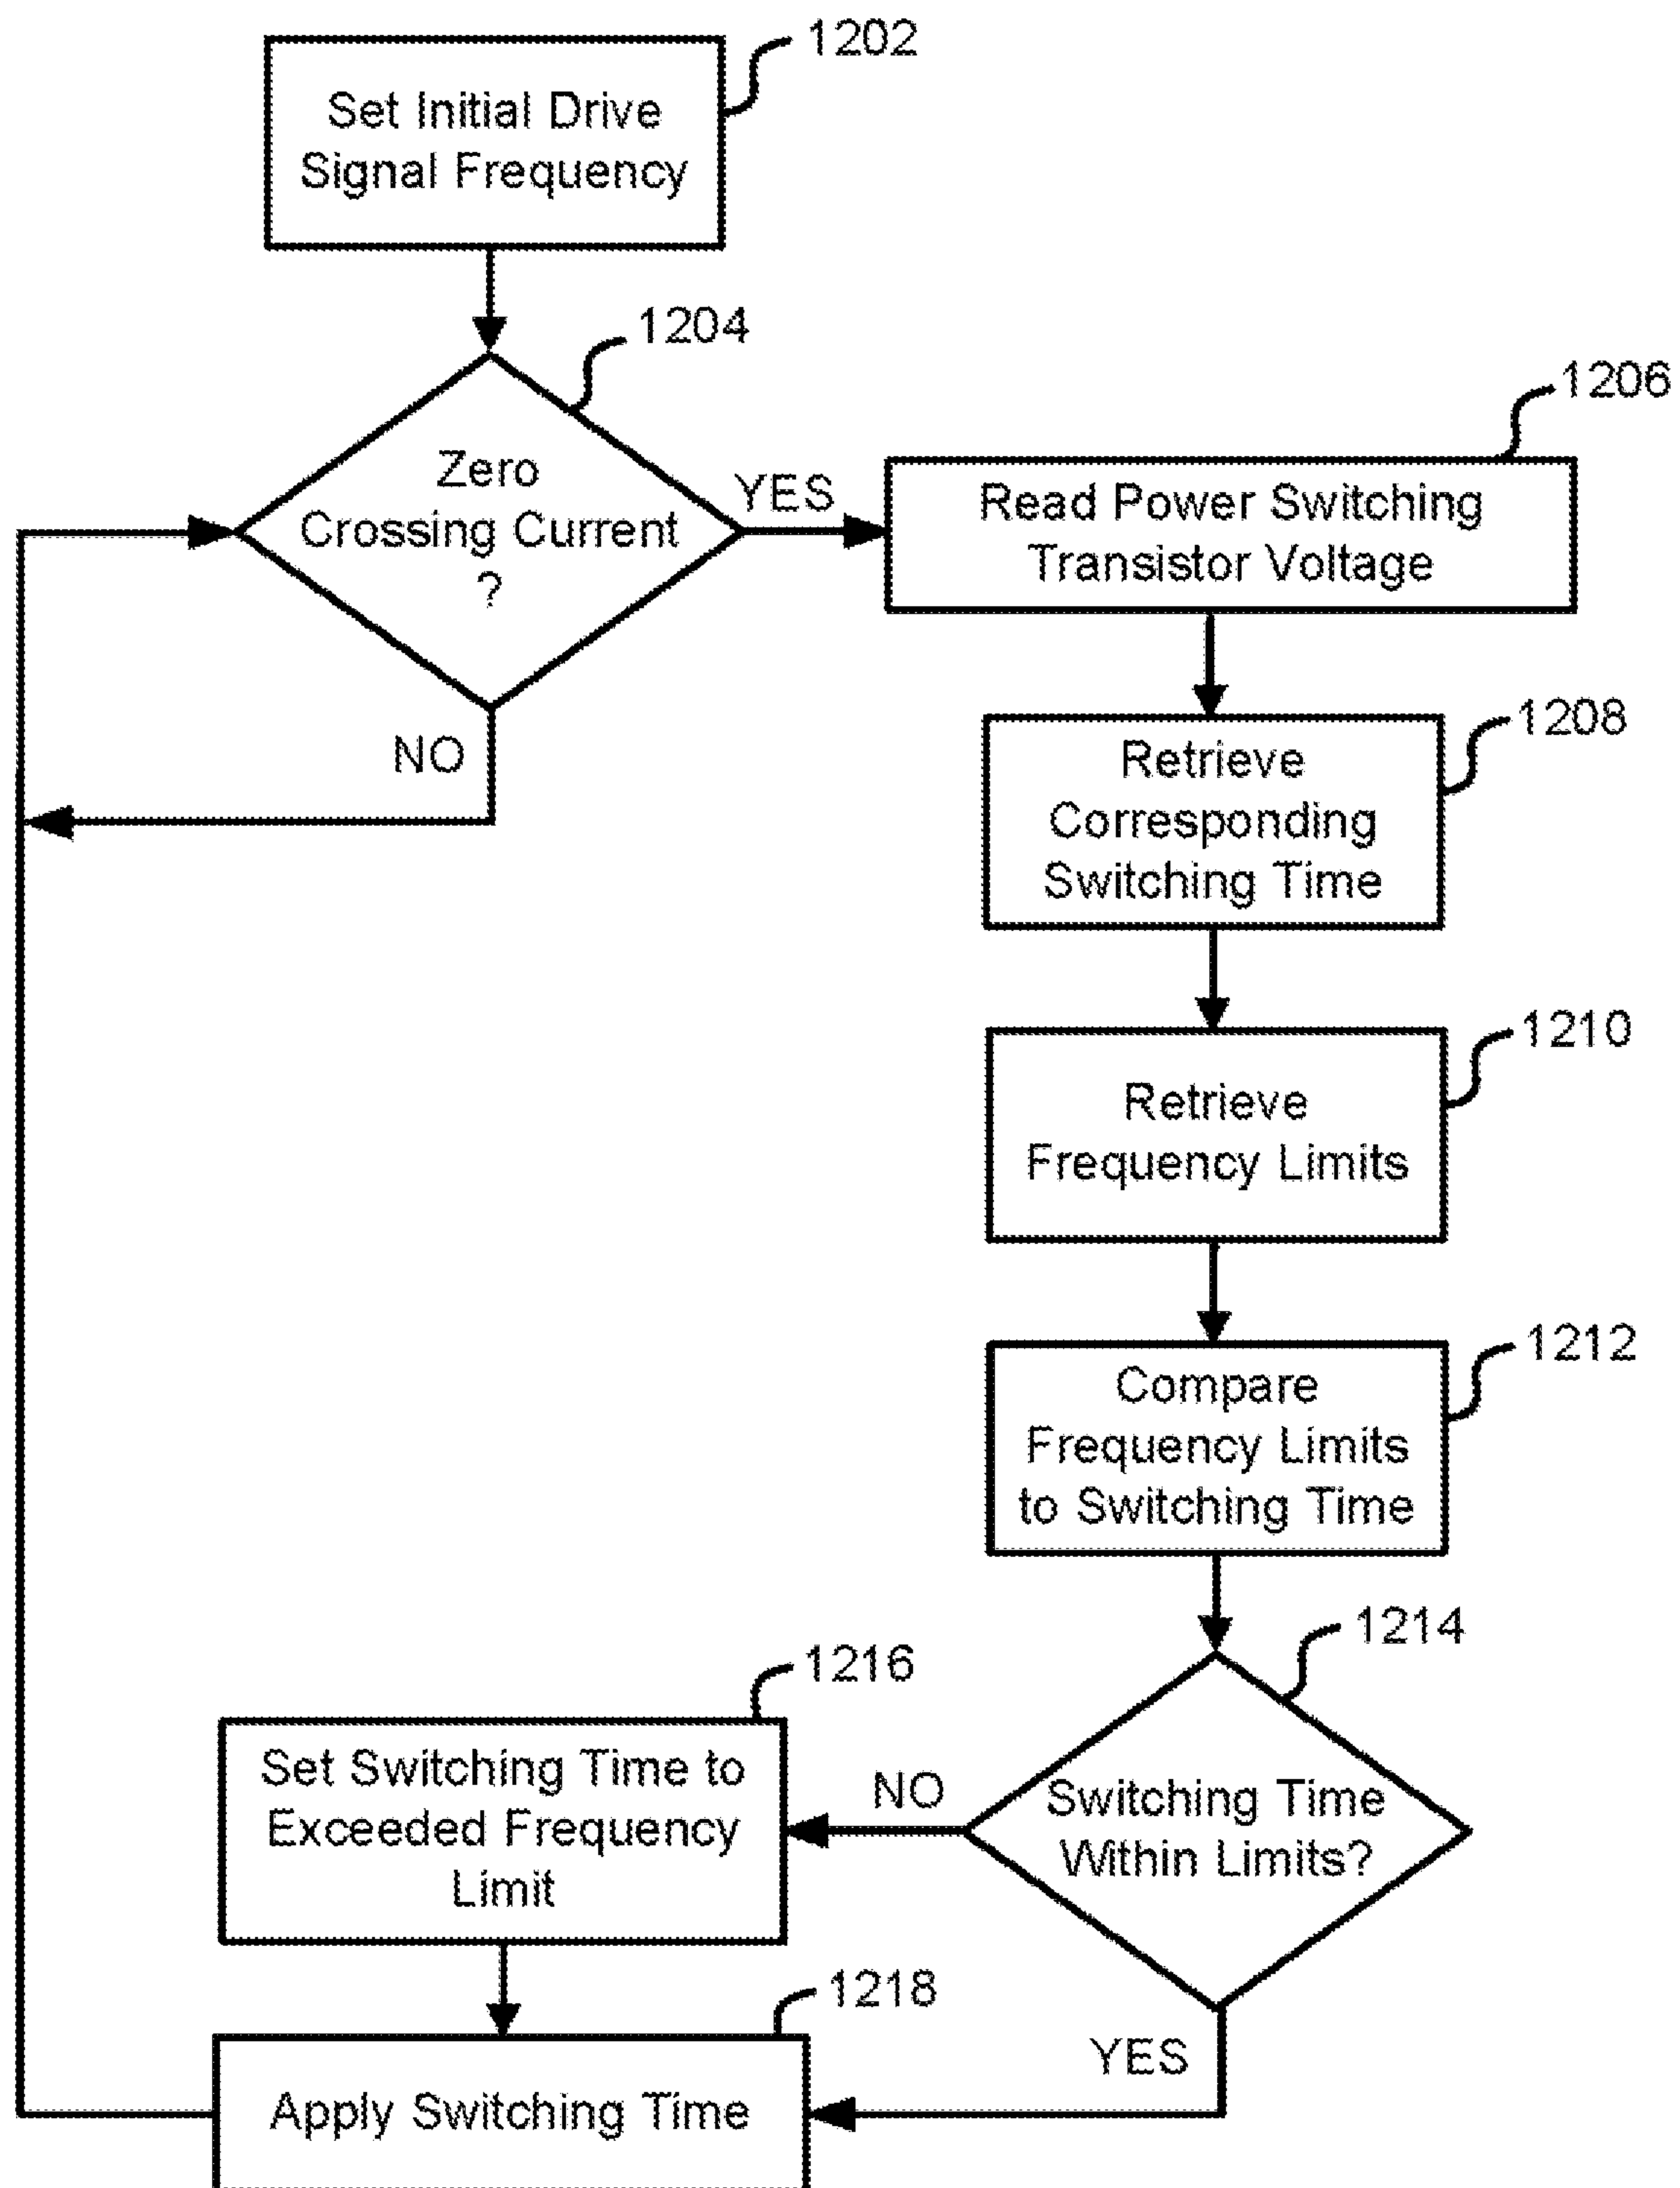 1202
Set Initial Drive
Signal Frequency
1204
Zero
Crossing Current
?
YES
NO
1206
Read Power Switching
Transistor Voltage
1208
Retrieve
Corresponding
Switching Time
1210
Retrieve
Frequency Limits
1212
Compare
Frequency Limits
to Switching Time
1214
Switching Time
Within Limits?
NO
YES
1216
Set Switching Time to
Exceeded Frequency
Limit
1218
Apply Switching Time